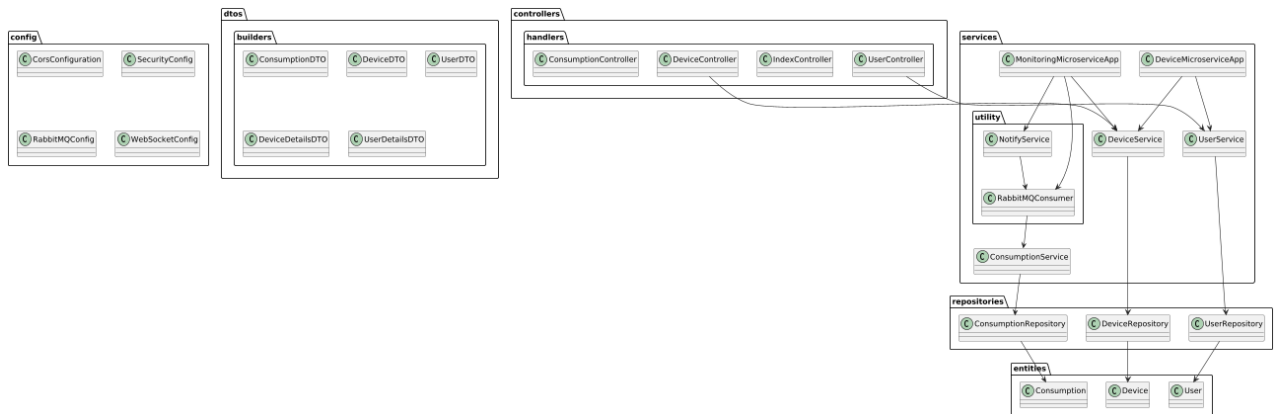 config
C CorsConfiguration
C SecurityConfig
C RabbitMQConfig
C WebSocketConfig
dtos
builders
C ConsumptionDTO
C DeviceDTO
C UserDTO
C DeviceDetailsDTO
C UserDetailsDTO
controllers
handlers
C ConsumptionController
C DeviceController
C IndexController
C UserController
services
C MonitoringMicroserviceApp
C DeviceMicroserviceApp
utility
C NotifyService
C DeviceService
C UserService
C RabbitMQConsumer
C ConsumptionService
repositories
C ConsumptionRepository
C DeviceRepository
C UserRepository
entities
C Consumption
C Device
C User